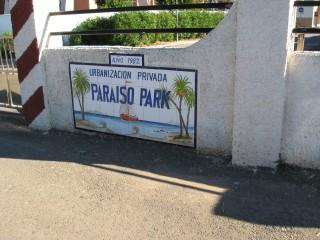 AÑO 1982
URBANIZACION PRIVADA
PARAISO PARK